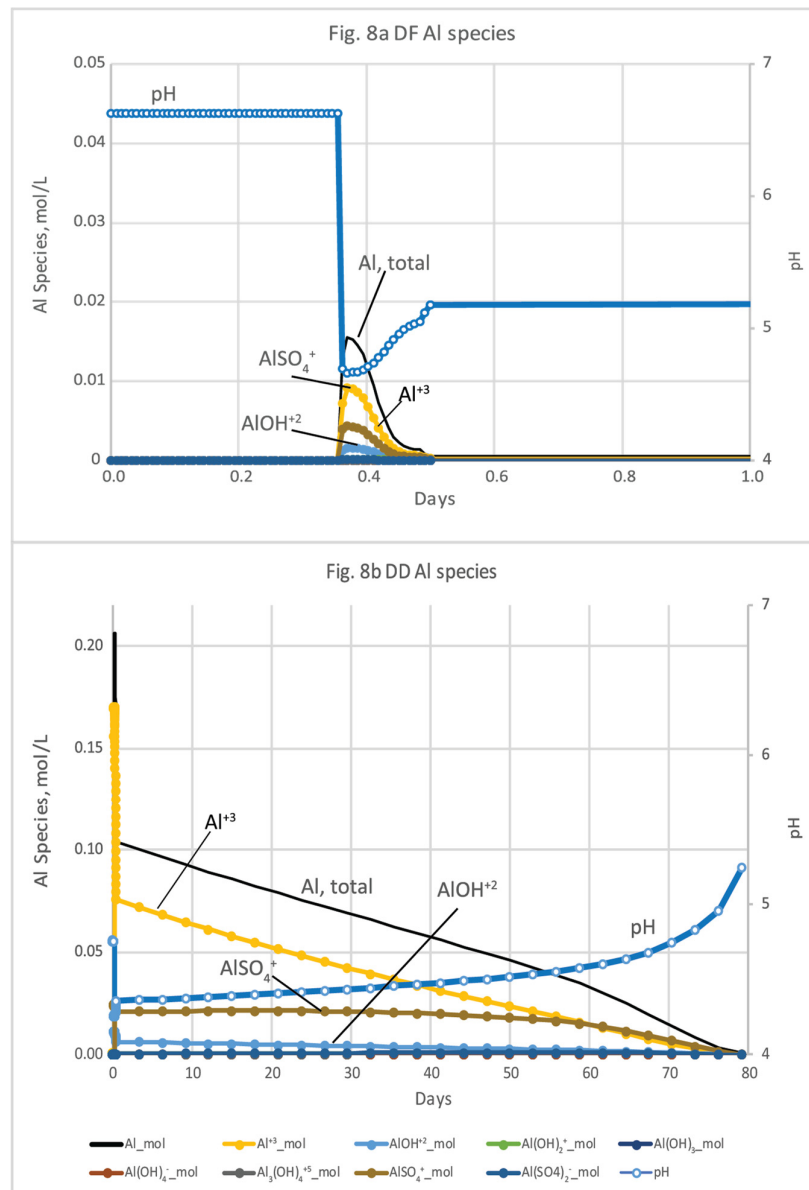 Fig. 8a DF Al species
0.05
7
pH
0.04
6
0.03
Al Species, mol/L
pH
Al, total
0.02
5
AlSO₄⁺
Al⁺³
0.01
AlOH⁺²
0
4
0.0 0.2 0.4 0.6 0.8 1.0
Days
Fig. 8b DD Al species
7
0.20
0.15
6
Al Species, mol/L
pH
Al⁺³
0.10
Al, total
AlOH⁺²
5
pH
0.05
AlSO₄⁺
0.00
4
0 10 20 30 40 50 60 70 80
Days
Al_mol Al⁺³_mol AlOH⁺²_mol Al(OH)₂⁺_mol Al(OH)₃_mol
Al(OH)₄⁻_mol Al₃(OH)₄⁺⁵_mol AlSO₄⁺_mol Al(SO4)₂⁻_mol pH